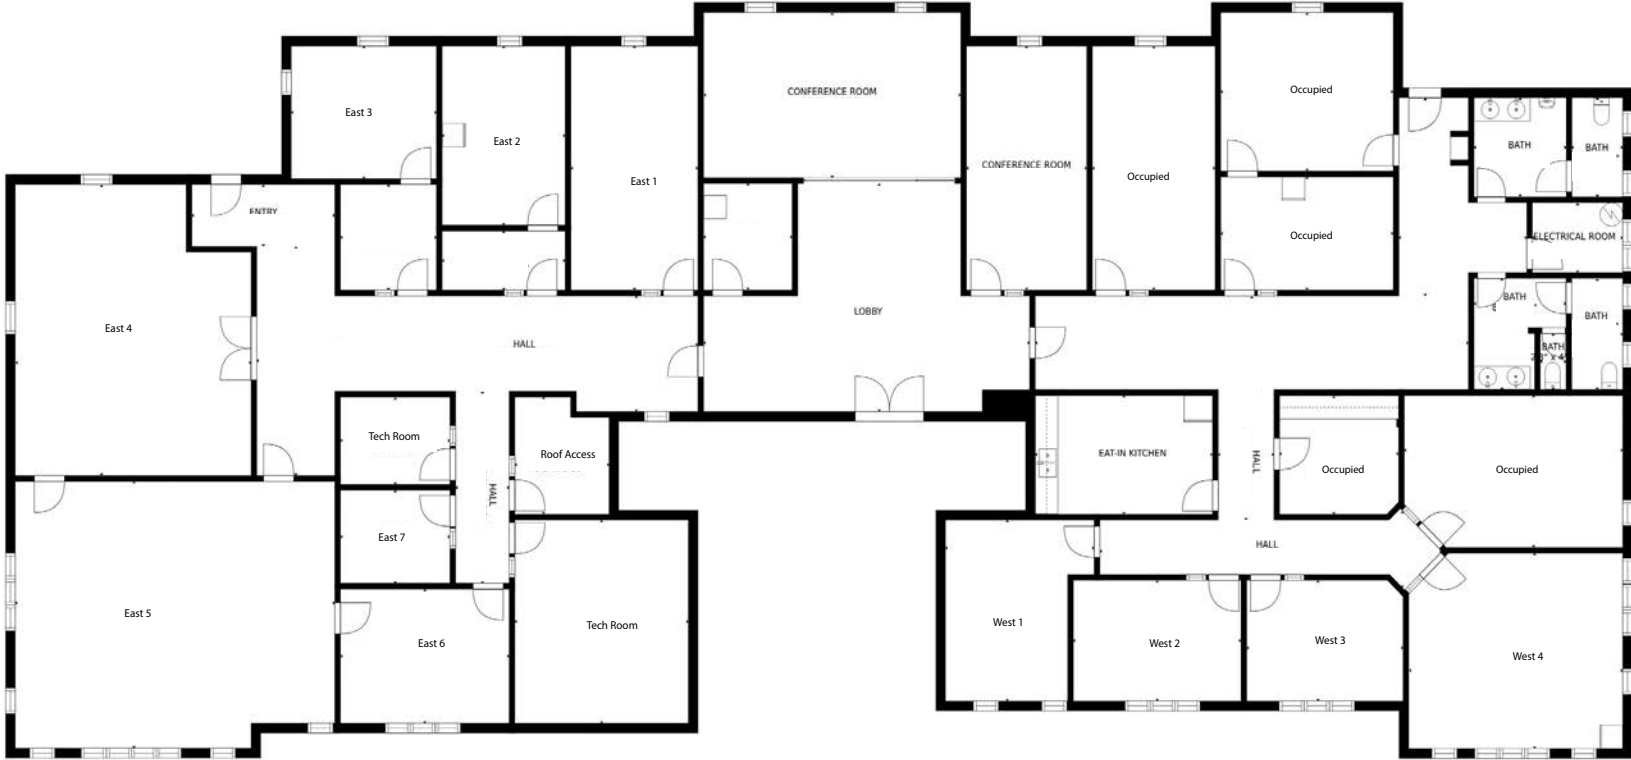 CONFERENCE ROOM
Occupied
East 3
East 2
East 1
CONFERENCE ROOM
Occupied
BATH
BATH
ENTRY
Occupied
ELECTRICAL ROOM
East 4
HALL
LOBBY
BATH
BATH
BATH
Tech Room
Roof Access
EAT-IN KITCHEN
HALL
Occupied
Occupied
HALL
East 7
HALL
East 5
East 6
Tech Room
West 1
West 2
West 3
West 4